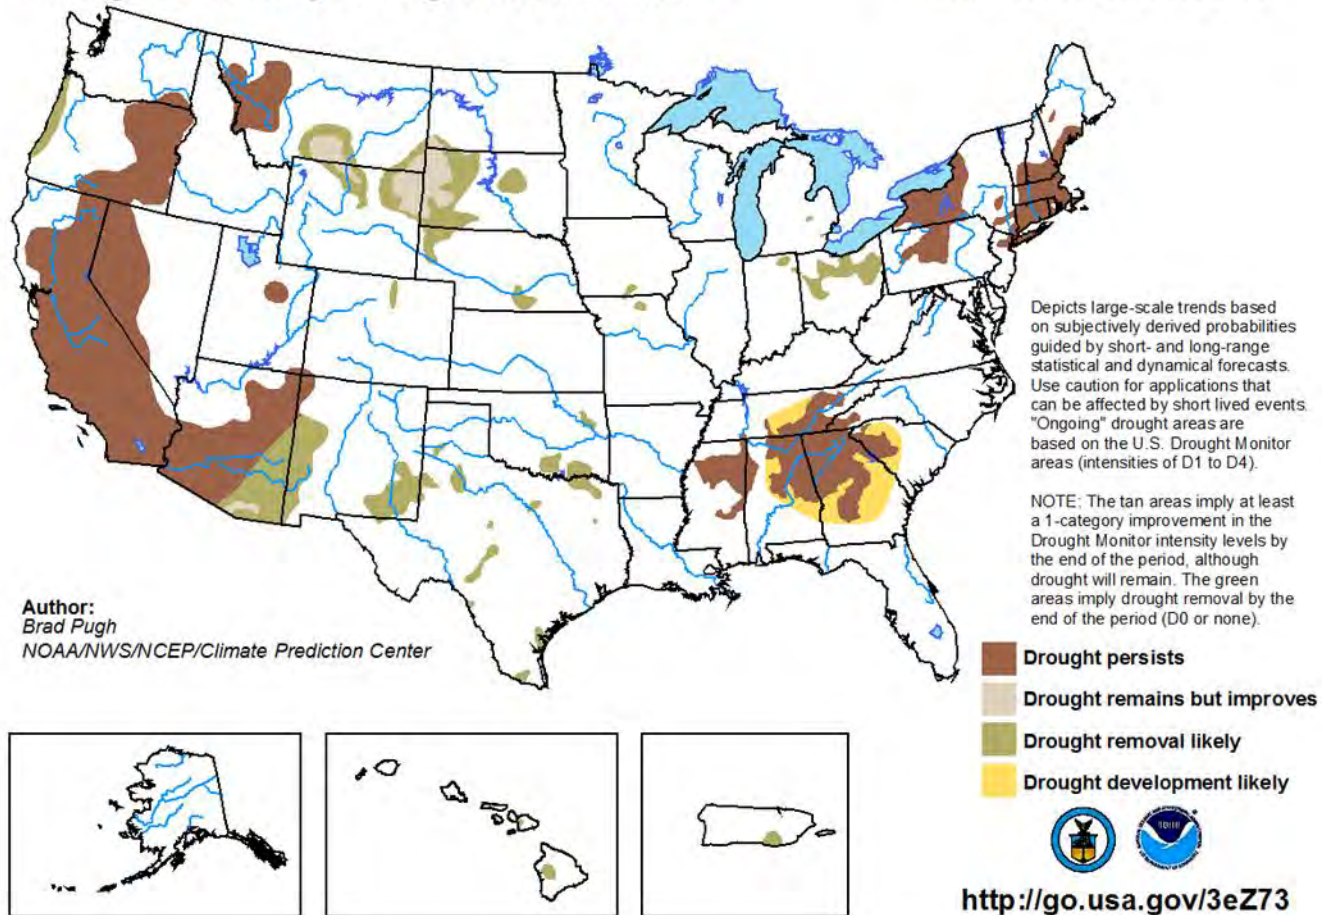 Depicts large-scale trends based
on subjectively derived probabilities
guided by short- and long-range
statistical and dynamical forecasts.
Use caution for applications that
can be affected by short lived events.
"Ongoing" drought areas are
based on the U.S. Drought Monitor
areas (intensities of D1 to D4).
NOTE: The tan areas imply at least
a 1-category improvement in the
Drought Monitor intensity levels by
the end of the period, although
drought will remain. The green
areas imply drought removal by the
end of the period (D0 or none).
Author:
Brad Pugh
NOAA/NWS/NCEP/Climate Prediction Center
Drought persists
Drought remains but improves
Drought removal likely
Drought development likely
http://go.usa.gov/3eZ73